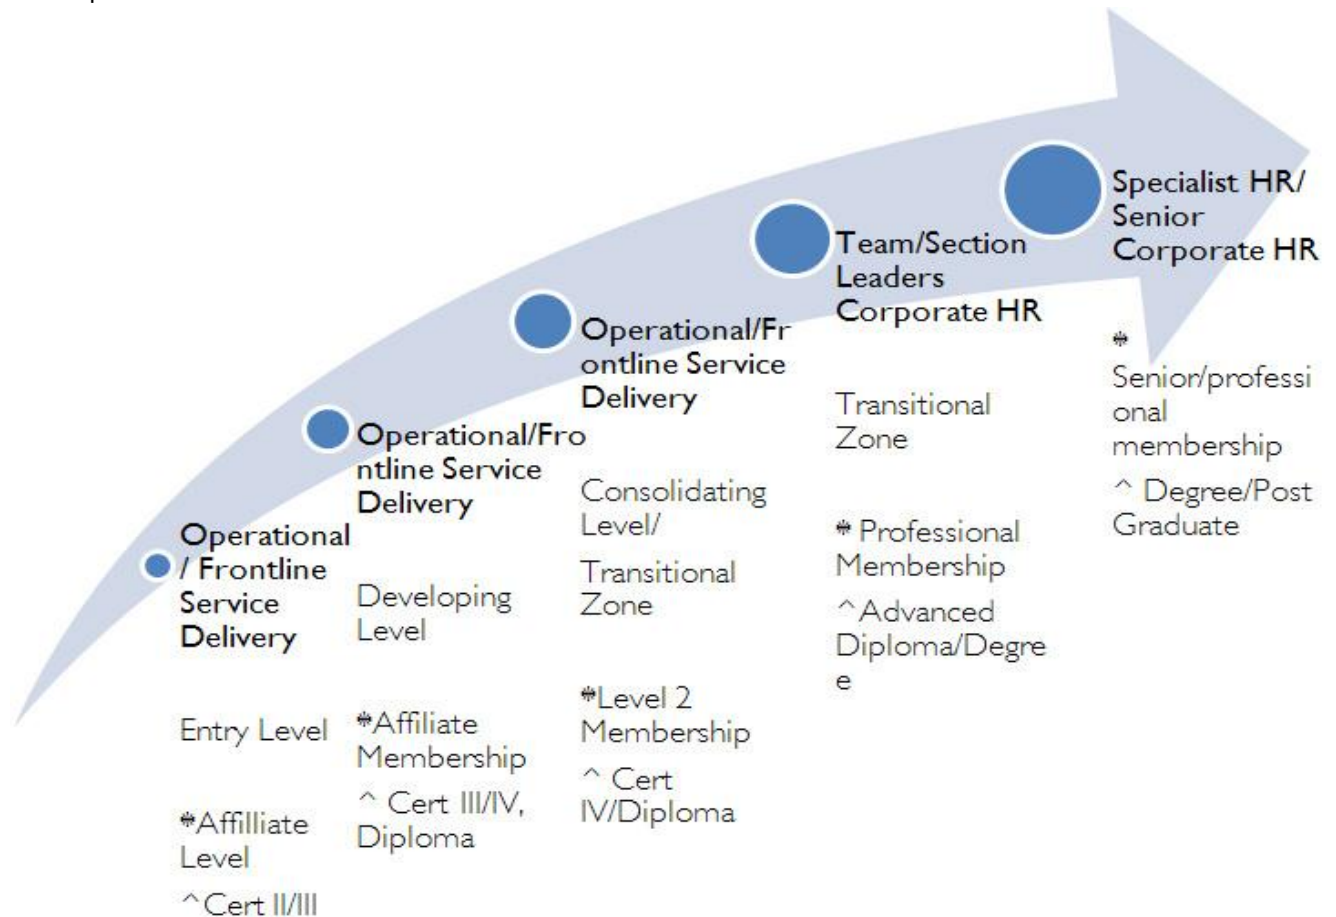 Operational
/ Frontline
Service
Delivery
Entry Level
*Affilliate
Level
^Cert II/III
Operational/Fro
ntline Service
Delivery
Developing
Level
*Affiliate
Membership
^ Cert III/IV,
Diploma
Operational/Fr
ontline Service
Delivery
Consolidating
Level/
Transitional
Zone
*Level 2
Membership
^ Cert
IV/Diploma
Team/Section
Leaders
Corporate HR
Transitional
Zone
* Professional
Membership
^Advanced
Diploma/Degre
e
Specialist HR/
Senior
Corporate HR
*
Senior/professi
onal
membership
^ Degree/Post
Graduate